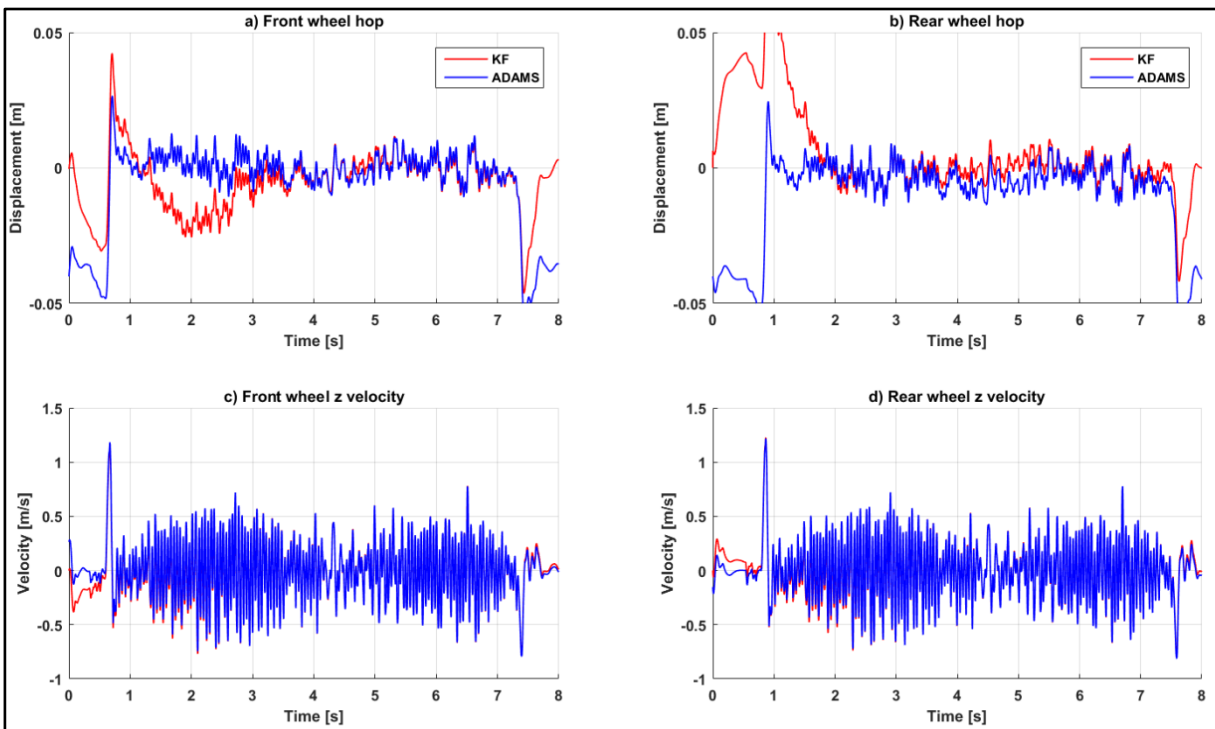 a) Front wheel hop
0.05
0
-0.05
Displacement [m]
KF
ADAMS
0 1 2 3 4 5 6 7 8
Time [s]
b) Rear wheel hop
0.05
0
-0.05
Displacement [m]
KF
ADAMS
0 1 2 3 4 5 6 7 8
Time [s]
c) Front wheel z velocity
1.5
1
0.5
0
-0.5
-1
Velocity [m/s]
0 1 2 3 4 5 6 7 8
Time [s]
d) Rear wheel z velocity
1.5
1
0.5
0
-0.5
-1
Velocity [m/s]
0 1 2 3 4 5 6 7 8
Time [s]